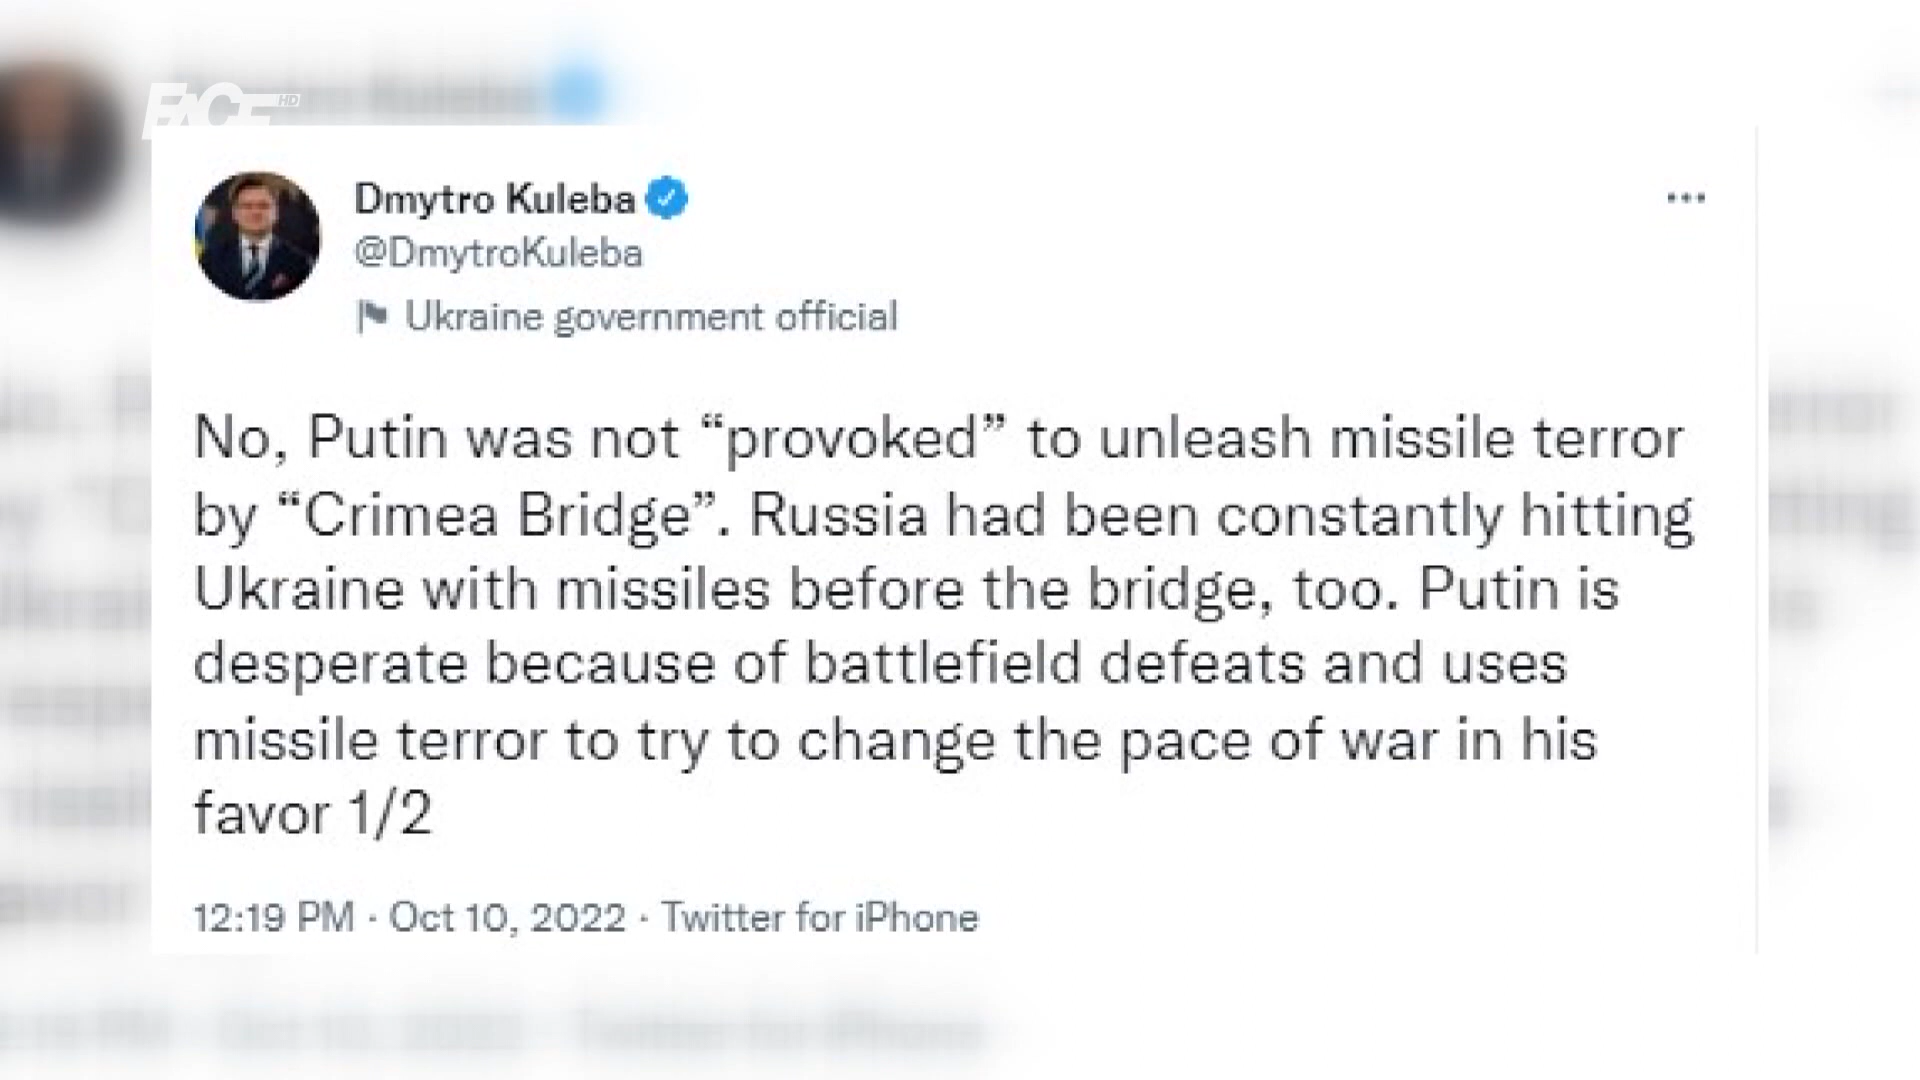 FACE HD
Dmytro Kuleba
@DmytroKuleba
Ukraine government official
No, Putin was not “provoked” to unleash missile terror
by “Crimea Bridge”. Russia had been constantly hitting
Ukraine with missiles before the bridge, too. Putin is
desperate because of battlefield defeats and uses
missile terror to try to change the pace of war in his
favor 1/2
12:19 PM · Oct 10, 2022 · Twitter for iPhone